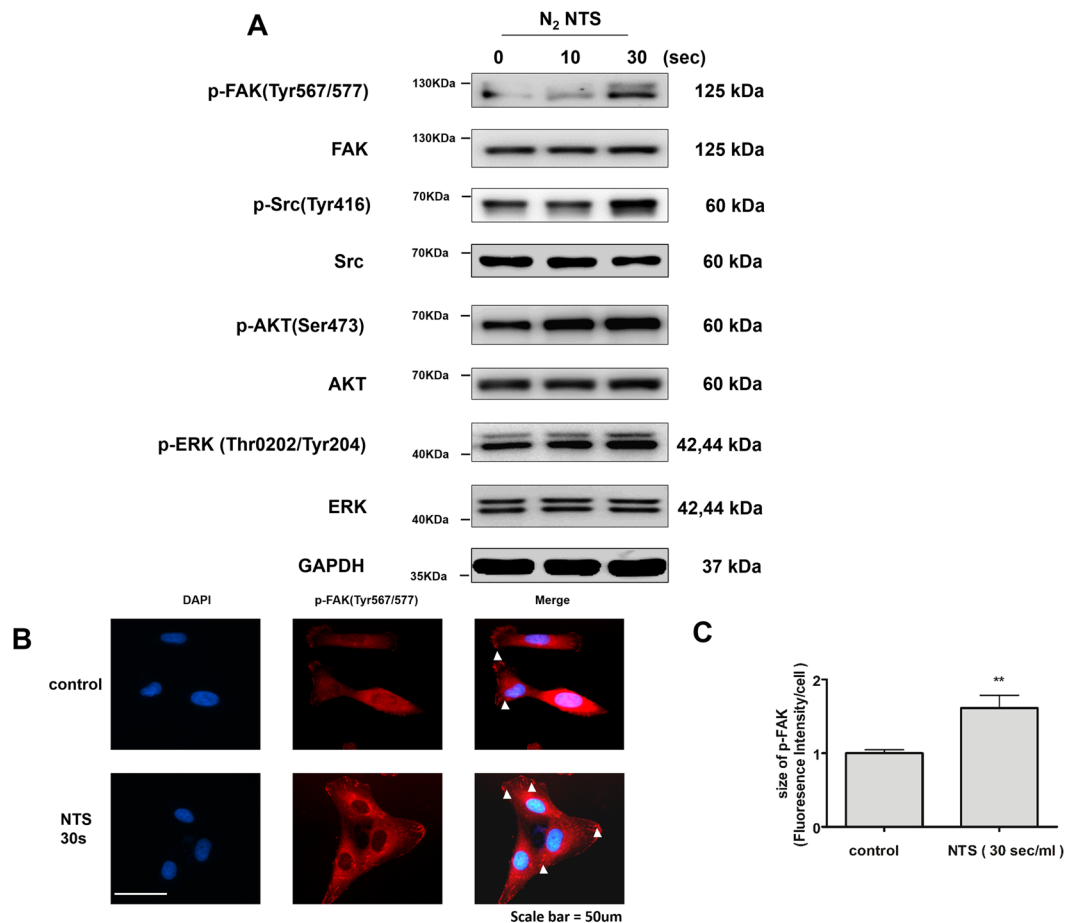 A
N₂ NTS
0 10 30 (sec)
p-FAK(Tyr567/577) 130KDa 125 kDa
FAK 130KDa 125 kDa
p-Src(Tyr416) 70KDa 60 kDa
Src 70KDa 60 kDa
p-AKT(Ser473) 70KDa 60 kDa
AKT 70KDa 60 kDa
p-ERK (Thr0202/Tyr204) 40KDa 42,44 kDa
ERK 40KDa 42,44 kDa
GAPDH 35KDa 37 kDa
B
DAPI p-FAK(Tyr567/577) Merge
control
NTS
30s
Scale bar = 50um
C
size of p-FAK
(Fluoresence Intensity/cell)
2
1
0
**
control NTS ( 30 sec/ml )